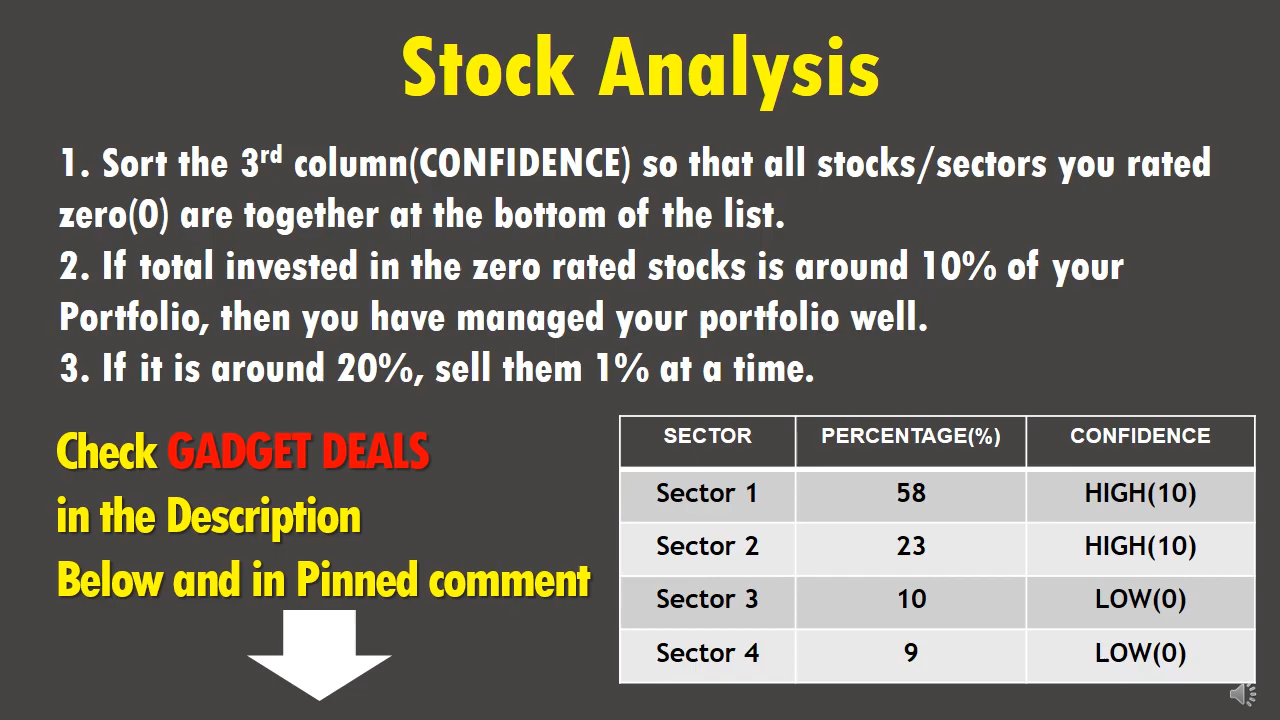 Stock Analysis
1. Sort the 3rd column(CONFIDENCE) so that all stocks/sectors you rated
zero(0) are together at the bottom of the list.
2. If total invested in the zero rated stocks is around 10% of your
Portfolio, then you have managed your portfolio well.
3. If it is around 20%, sell them 1% at a time.
Check GADGET DEALS
in the Description
Below and in Pinned comment
SECTOR PERCENTAGE(%) CONFIDENCE
Sector 1 58 HIGH(10)
Sector 2 23 HIGH(10)
Sector 3 10 LOW(0)
Sector 4 9 LOW(0)